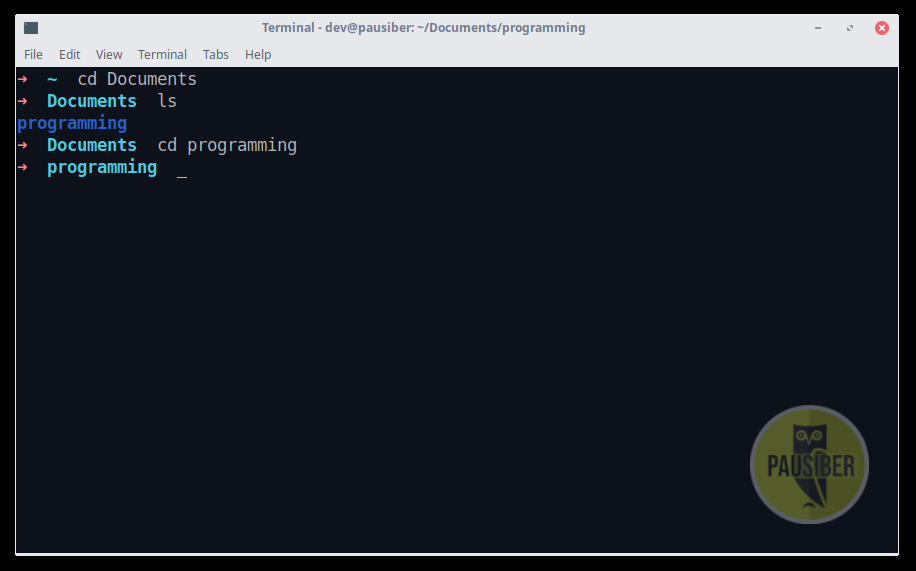 Terminal - dev@pausiber: ~/Documents/programming
File Edit View Terminal Tabs Help
➜ ~ cd Documents
➜ Documents ls
programming
➜ Documents cd programming
➜ programming _
PAUSIBER